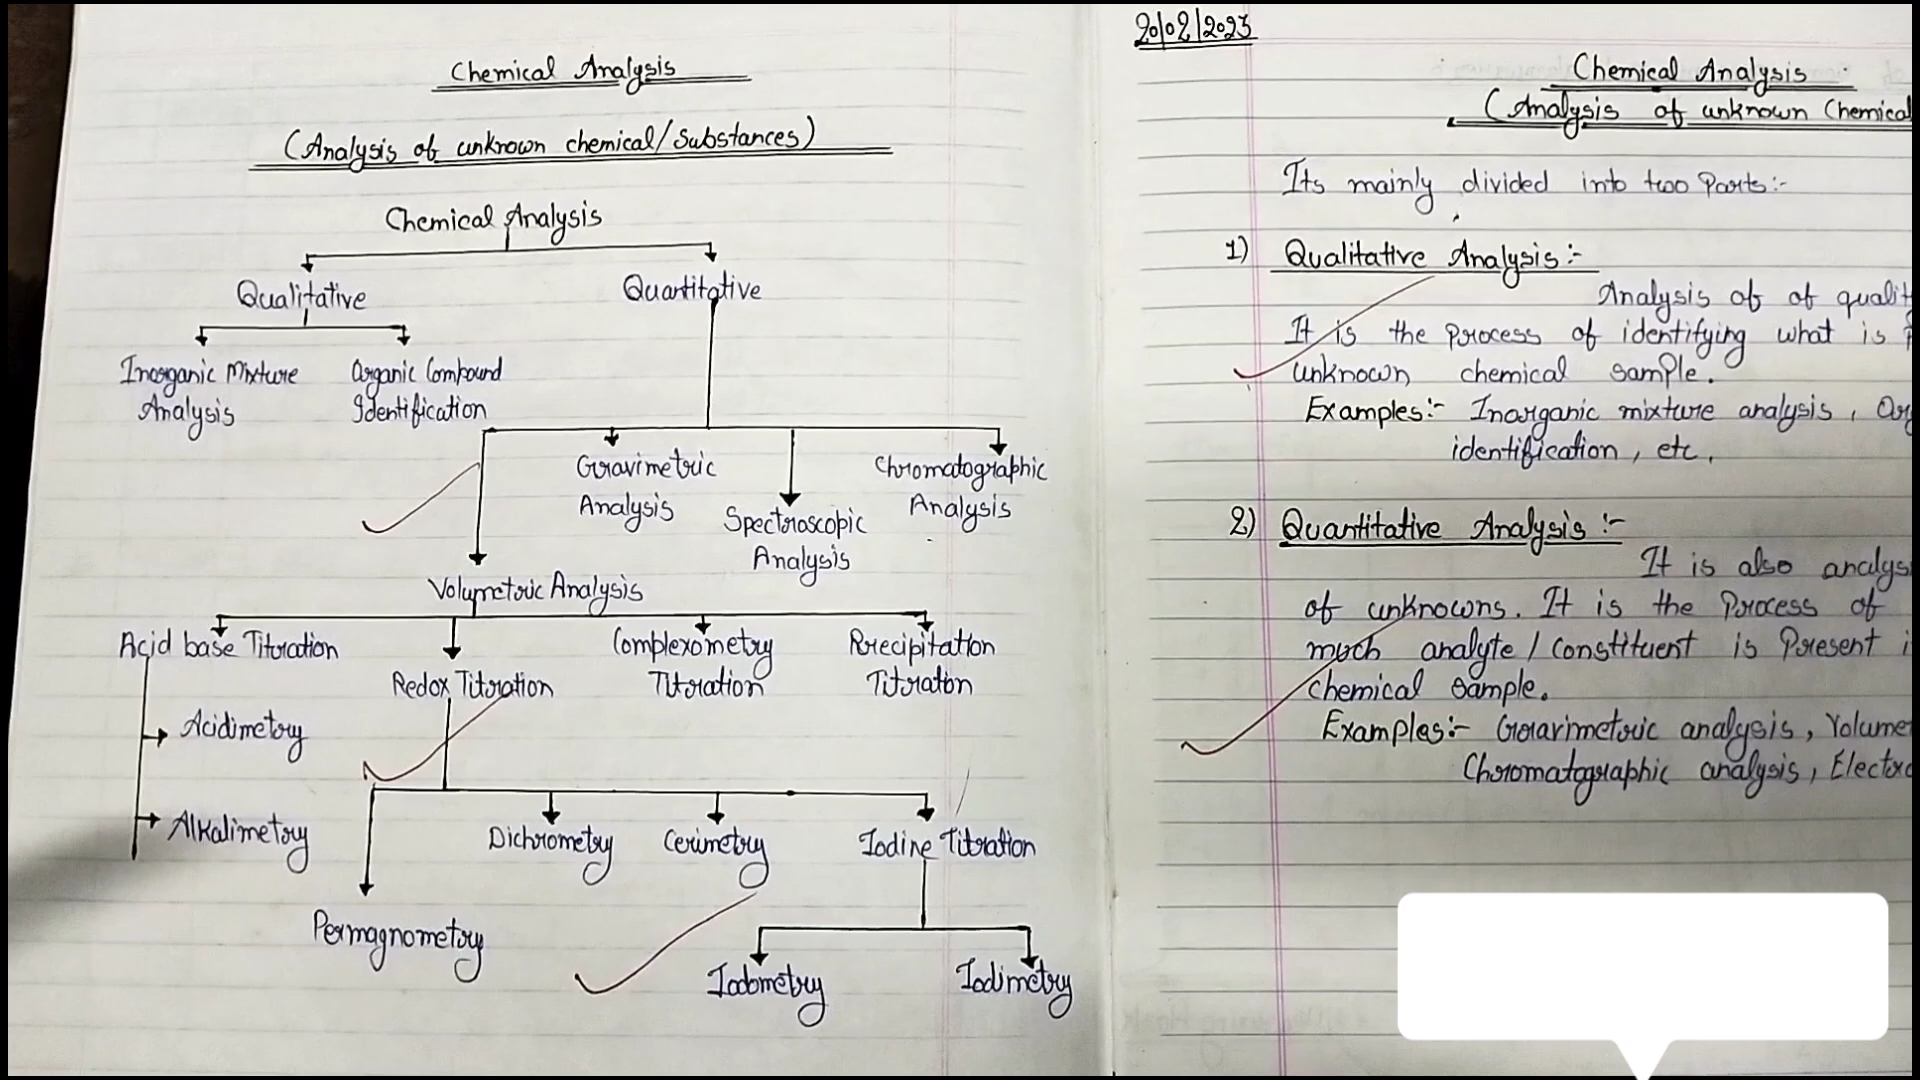 Chemical Analysis
(Analysis of unknown chemical/Substances)
Chemical Analysis
Qualitative
Quantitative
Inorganic Mixture
Analysis
Organic Compound
Identification
Gravimetric
Analysis
Spectroscopic
Analysis
Chromatographic
Analysis
Volumetric Analysis
Acid base Titration
Redox Titration
Complexometry
Titration
Precipitation
Titraton
Acidimetry
Alkalimetry
Permagnometry
Dichrometry
Cerimetry
Iodine Titration
Iodometry
Iodimetry
20/02/2023
Chemical Analysis
(Analysis of unknown Chemical
Its mainly divided into two Parts:-
1) Qualitative Analysis:-
Analysis of of qualit
It is the Process of identifying what is
unknown chemical sample.
Examples:- Inorganic mixture analysis, Org
identification, etc.
2) Quantitative Analysis:-
It is also analys
of unknowns. It is the Process of
much analyte/constituent is Present i
chemical sample.
Examples:- Gravimetric analysis, Volume
Chromatographic analysis, Electro